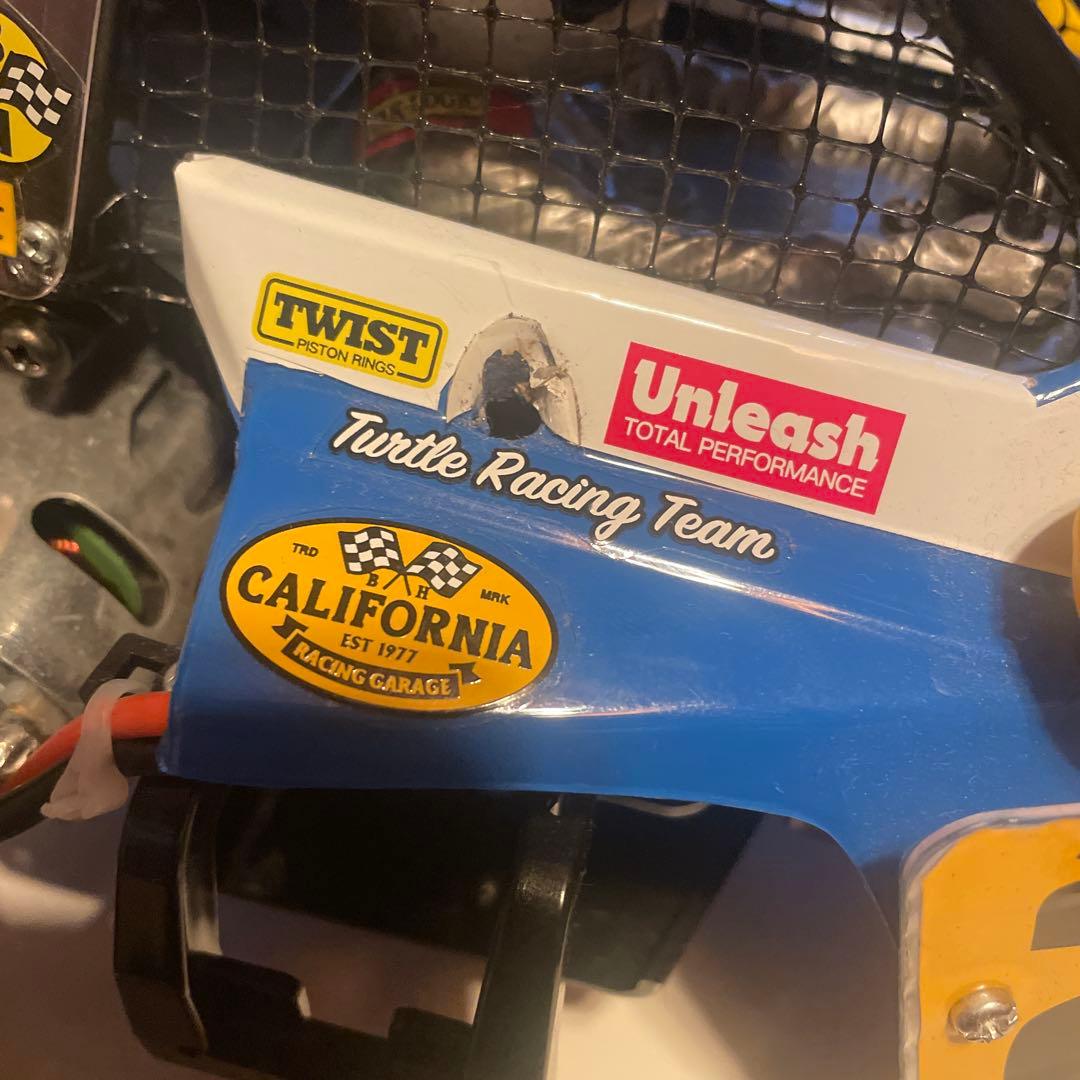 TWIST
PISTON RINGS
Unleash
TOTAL PERFORMANCE
Turtle Racing Team
TRD
MRK
B H
CALIFORNIA
EST 1977
RACING GARAGE